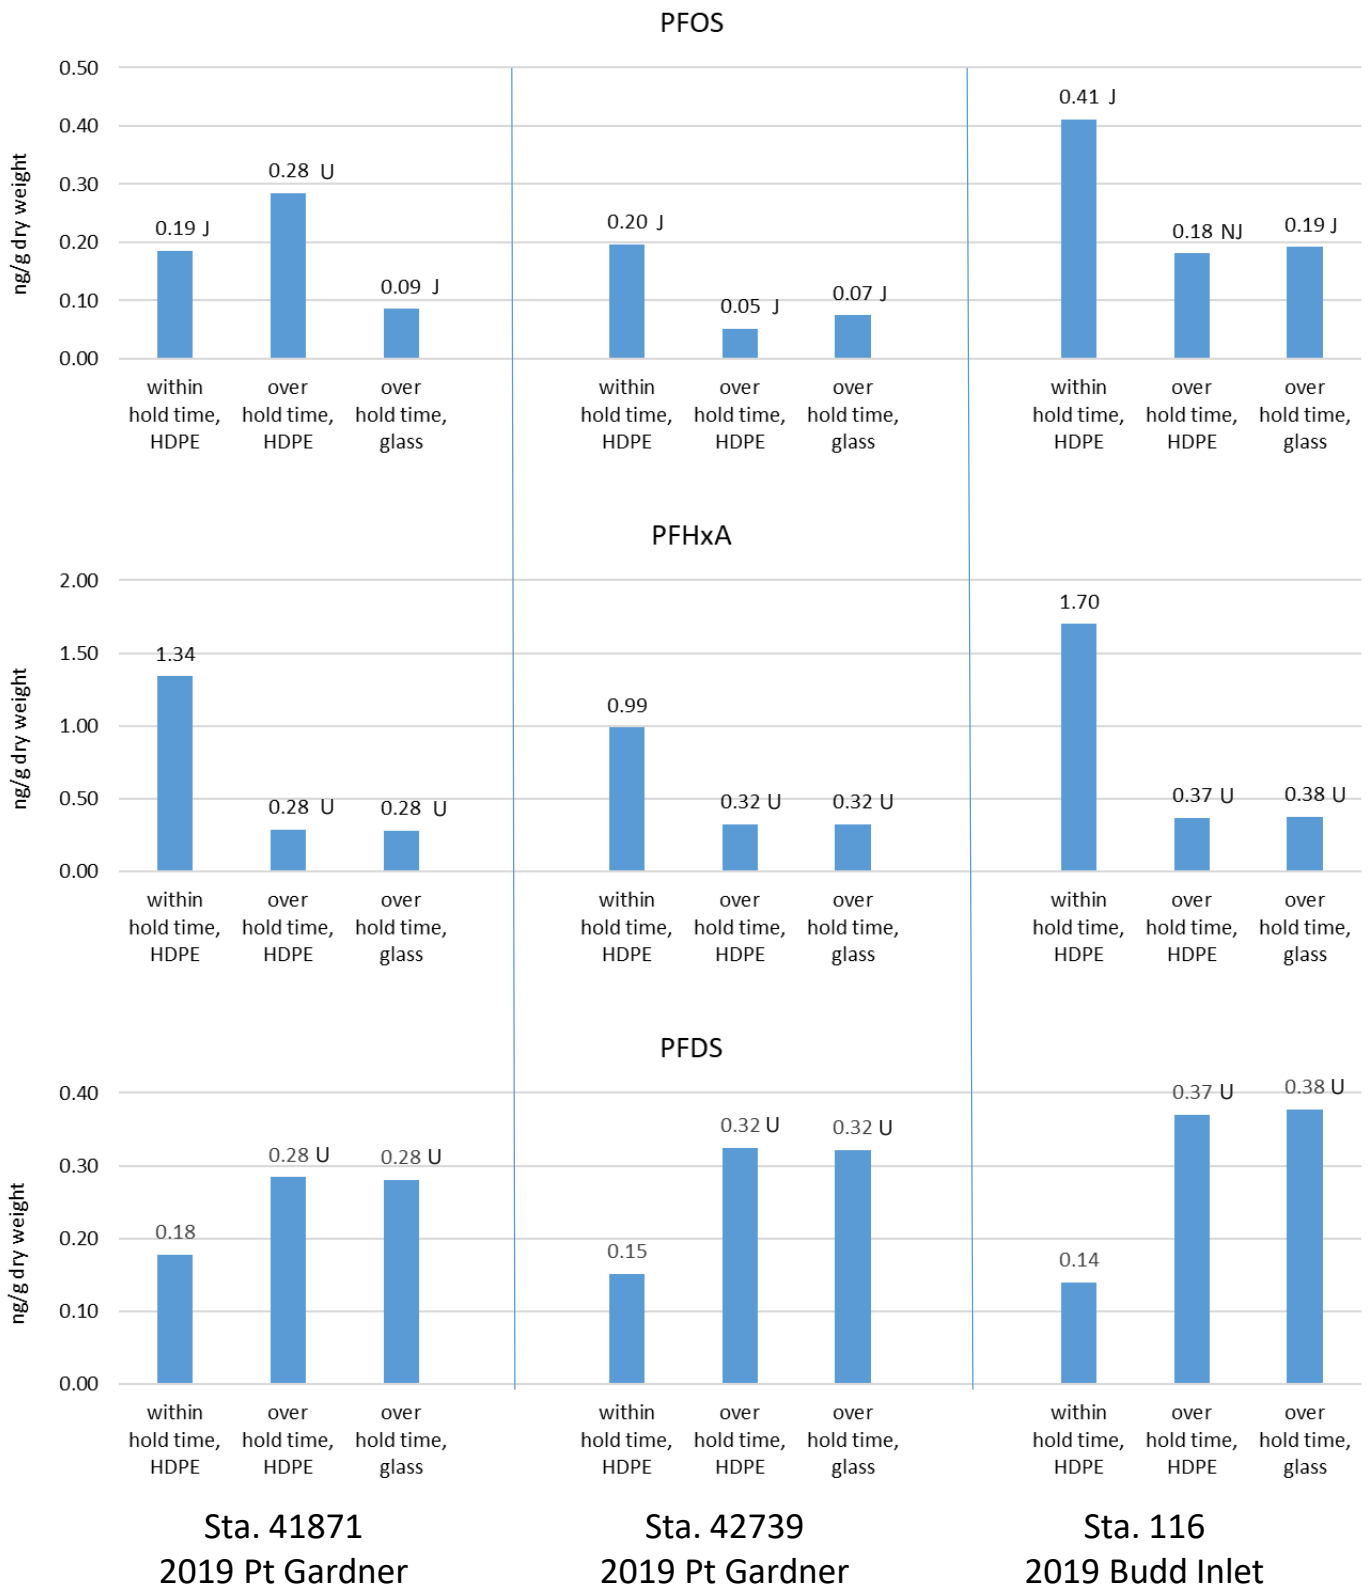 PFOS
ng/g dry weight
0.50
0.40
0.30
0.20
0.10
0.00
0.19 J
0.28 U
0.09 J
0.20 J
0.05 J
0.07 J
0.41 J
0.18 NJ
0.19 J
within
hold time,
HDPE
over
hold time,
HDPE
over
hold time,
glass
within
hold time,
HDPE
over
hold time,
HDPE
over
hold time,
glass
within
hold time,
HDPE
over
hold time,
HDPE
over
hold time,
glass
PFHxA
ng/g dry weight
2.00
1.50
1.00
0.50
0.00
1.34
0.28 U
0.28 U
0.99
0.32 U
0.32 U
1.70
0.37 U
0.38 U
within
hold time,
HDPE
over
hold time,
HDPE
over
hold time,
glass
within
hold time,
HDPE
over
hold time,
HDPE
over
hold time,
glass
within
hold time,
HDPE
over
hold time,
HDPE
over
hold time,
glass
PFDS
ng/g dry weight
0.40
0.30
0.20
0.10
0.00
0.18
0.28 U
0.28 U
0.15
0.32 U
0.32 U
0.14
0.37 U
0.38 U
within
hold time,
HDPE
over
hold time,
HDPE
over
hold time,
glass
within
hold time,
HDPE
over
hold time,
HDPE
over
hold time,
glass
within
hold time,
HDPE
over
hold time,
HDPE
over
hold time,
glass
Sta. 41871
2019 Pt Gardner
Sta. 42739
2019 Pt Gardner
Sta. 116
2019 Budd Inlet